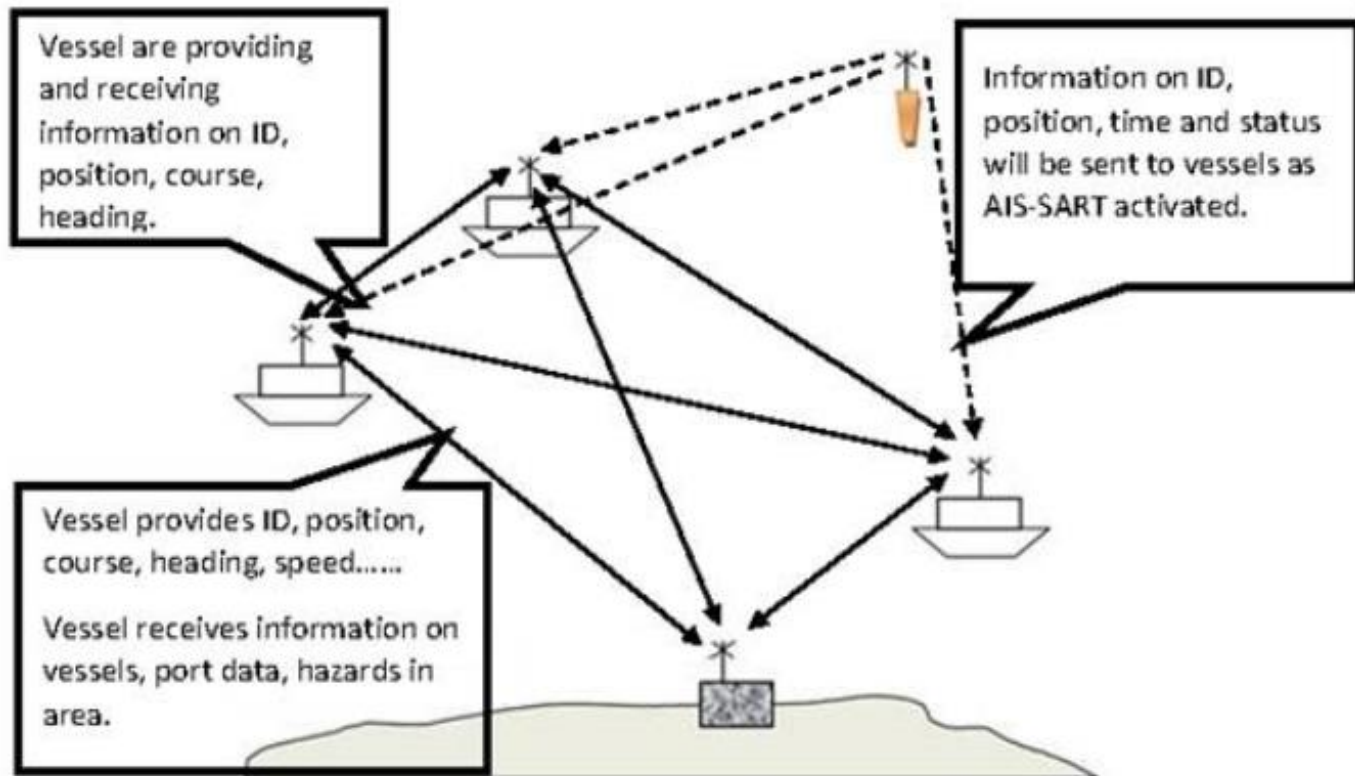 Vessel are providing
and receiving
information on ID,
position, course,
heading.
Information on ID,
position, time and status
will be sent to vessels as
AIS-SART activated.
Vessel provides ID, position,
course, heading, speed......
Vessel receives information on
vessels, port data, hazards in
area.